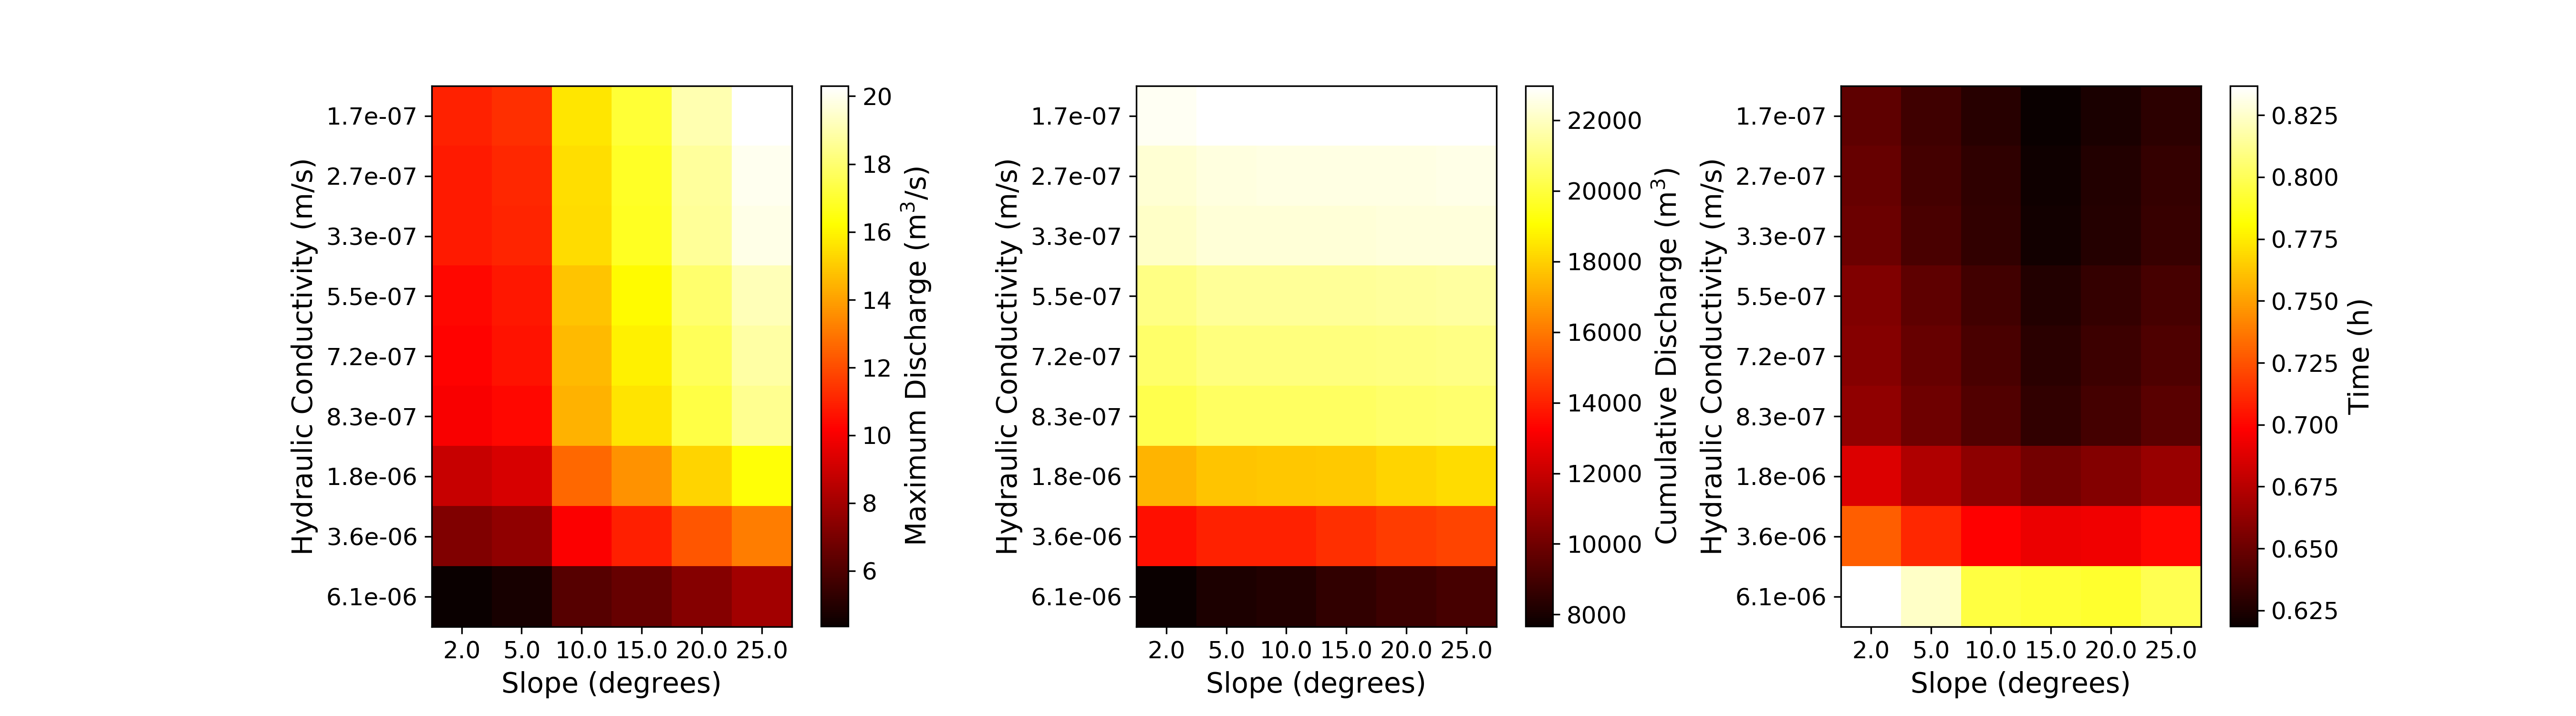 Hydraulic Conductivity (m/s)
1.7e-07
2.7e-07
3.3e-07
5.5e-07
7.2e-07
8.3e-07
1.8e-06
3.6e-06
6.1e-06
2.0 5.0 10.0 15.0 20.0 25.0
Slope (degrees)
20
18
16
14
12
10
8
6
Maximum Discharge (m³/s)
Hydraulic Conductivity (m/s)
1.7e-07
2.7e-07
3.3e-07
5.5e-07
7.2e-07
8.3e-07
1.8e-06
3.6e-06
6.1e-06
2.0 5.0 10.0 15.0 20.0 25.0
Slope (degrees)
22000
20000
18000
16000
14000
12000
10000
8000
Cumulative Discharge (m³)
Hydraulic Conductivity (m/s)
1.7e-07
2.7e-07
3.3e-07
5.5e-07
7.2e-07
8.3e-07
1.8e-06
3.6e-06
6.1e-06
2.0 5.0 10.0 15.0 20.0 25.0
Slope (degrees)
0.825
0.800
0.775
0.750
0.725
0.700
0.675
0.650
0.625
Time (h)